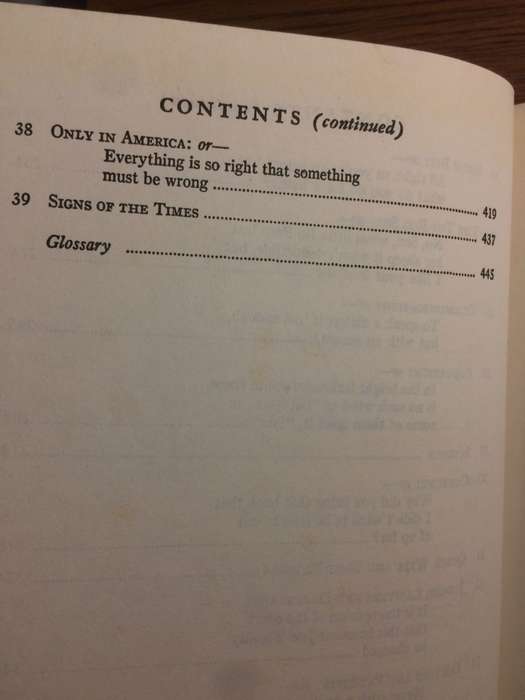 CONTENTS (continued)
38 ONLY IN AMERICA: or—
Everything is so right that something
must be wrong ........................................................ 419
39 SIGNS OF THE TIMES ........................................................ 437
Glossary ........................................................ 445